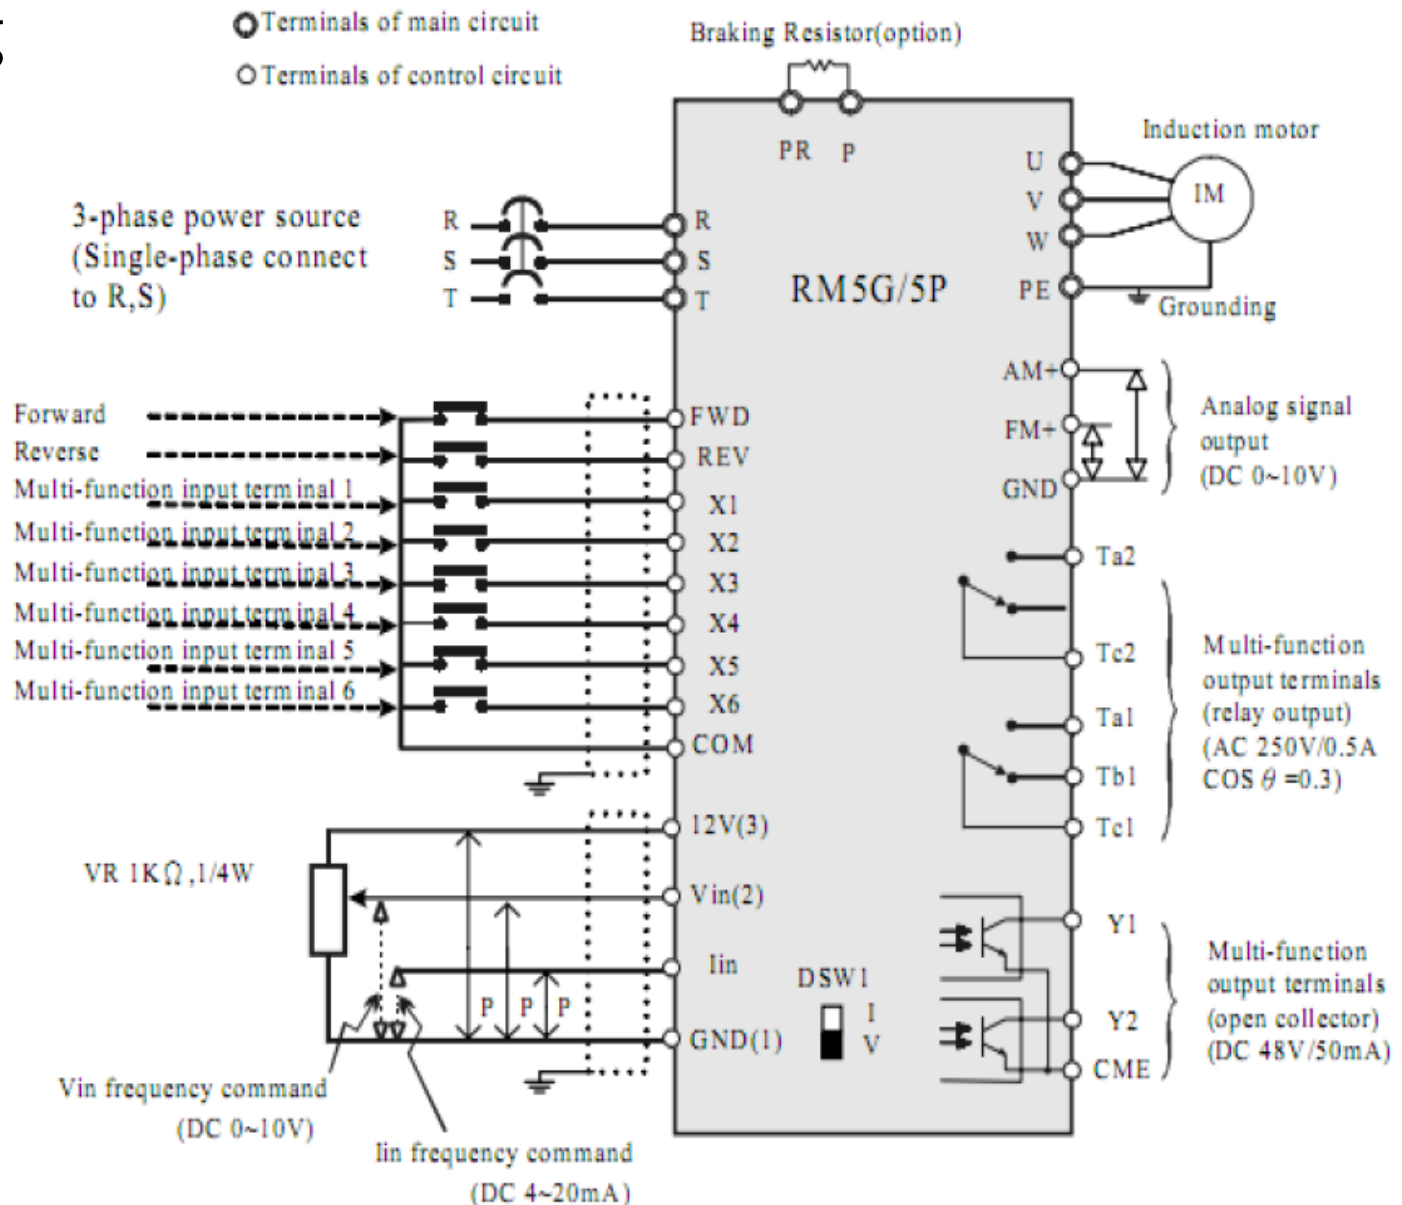 Terminals of main circuit
Terminals of control circuit
Braking Resistor(option)
PR P
Induction motor
IM
U
V
W
PE
Grounding
3-phase power source
(Single-phase connect
to R,S)
R
S
T
R
S
T
RM5G/5P
AM+
FM+
GND
Analog signal
output
(DC 0~10V)
Forward
Reverse
Multi-function input terminal 1
Multi-function input terminal 2
Multi-function input terminal 3
Multi-function input terminal 4
Multi-function input terminal 5
Multi-function input terminal 6
FWD
REV
X1
X2
X3
X4
X5
X6
COM
Ta2
Tc2
Ta1
Tb1
Tc1
Multi-function
output terminals
(relay output)
(AC 250V/0.5A
COS θ =0.3)
VR 1KΩ,1/4W
12V(3)
Vin(2)
Iin
GND(1)
P P P
DSW1
I
V
Y1
Y2
CME
Multi-function
output terminals
(open collector)
(DC 48V/50mA)
Vin frequency command
(DC 0~10V)
Iin frequency command
(DC 4~20mA)